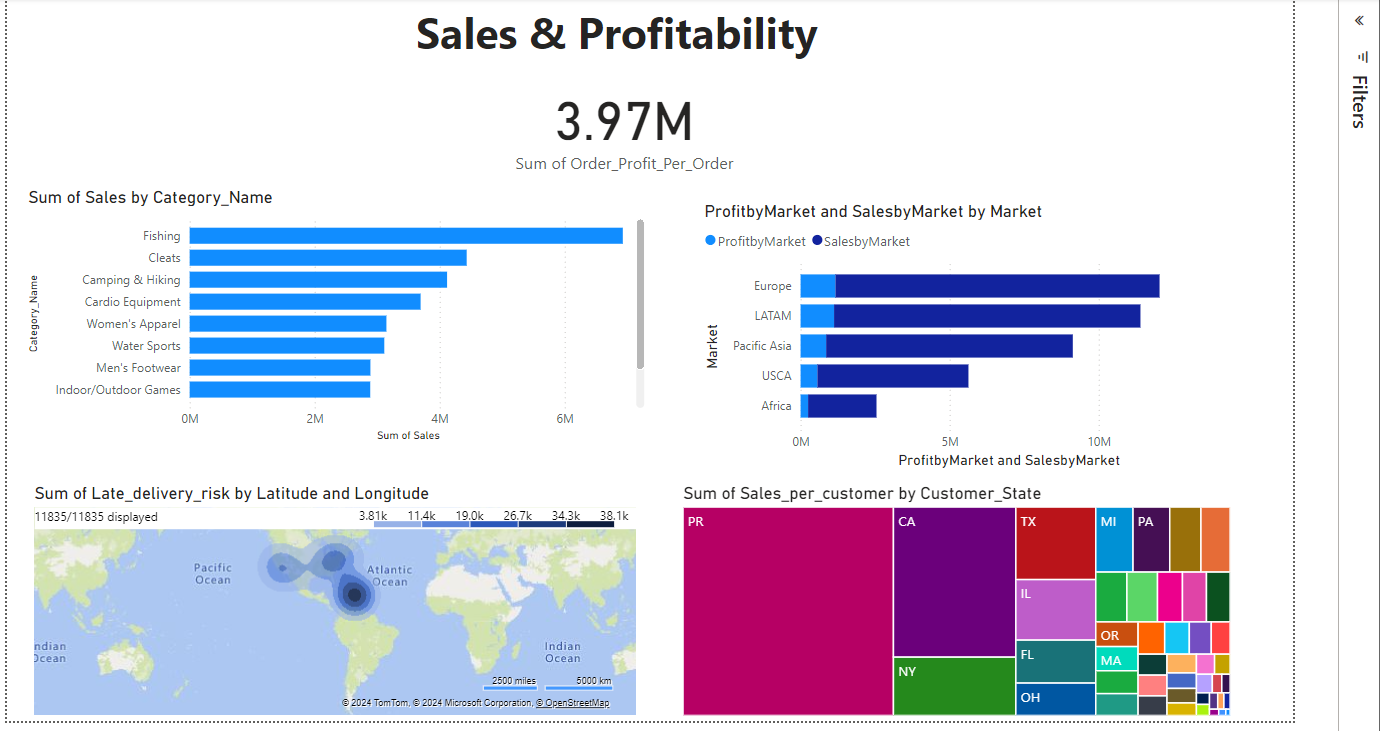 Sales & Profitability
3.97M
Sum of Order_Profit_Per_Order
Sum of Sales by Category_Name
Category_Name
Fishing
Cleats
Camping & Hiking
Cardio Equipment
Women's Apparel
Water Sports
Men's Footwear
Indoor/Outdoor Games
0M 2M 4M 6M
Sum of Sales
ProfitbyMarket and SalesbyMarket by Market
ProfitbyMarket SalesbyMarket
Market
Europe
LATAM
Pacific Asia
USCA
Africa
0M 5M 10M
ProfitbyMarket and SalesbyMarket
Sum of Late_delivery_risk by Latitude and Longitude
11835/11835 displayed
3.81k 11.4k 19.0k 26.7k 34.3k 38.1k
Pacific
Ocean
Atlantic
Ocean
ndian
Ocean
Indian
Ocean
2500 miles 5000 km
© 2024 TomTom, © 2024 Microsoft Corporation, © OpenStreetMap
Sum of Sales_per_customer by Customer_State
PR
CA
NY
TX
IL
FL
OH
MI
PA
OR
MA
«
Filters